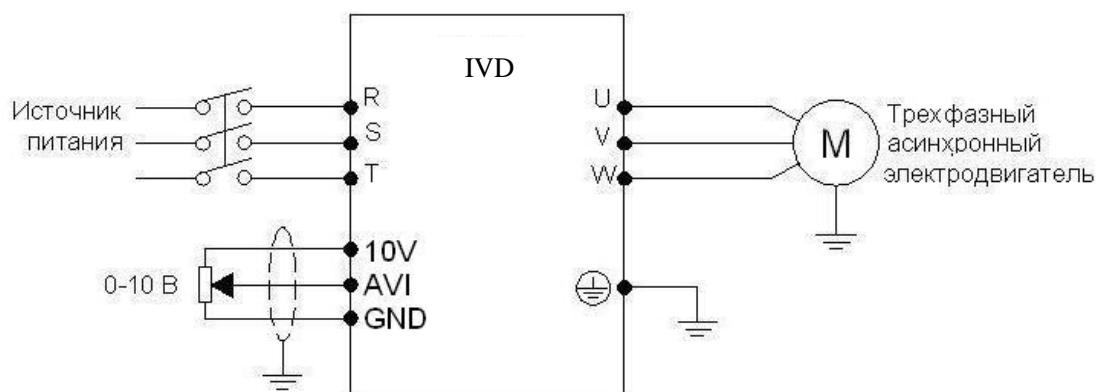 IVD
Источник
питания
R
S
T
U
V
W
M
Трехфазный
асинхронный
электродвигатель
0-10 В
10V
AVI
GND